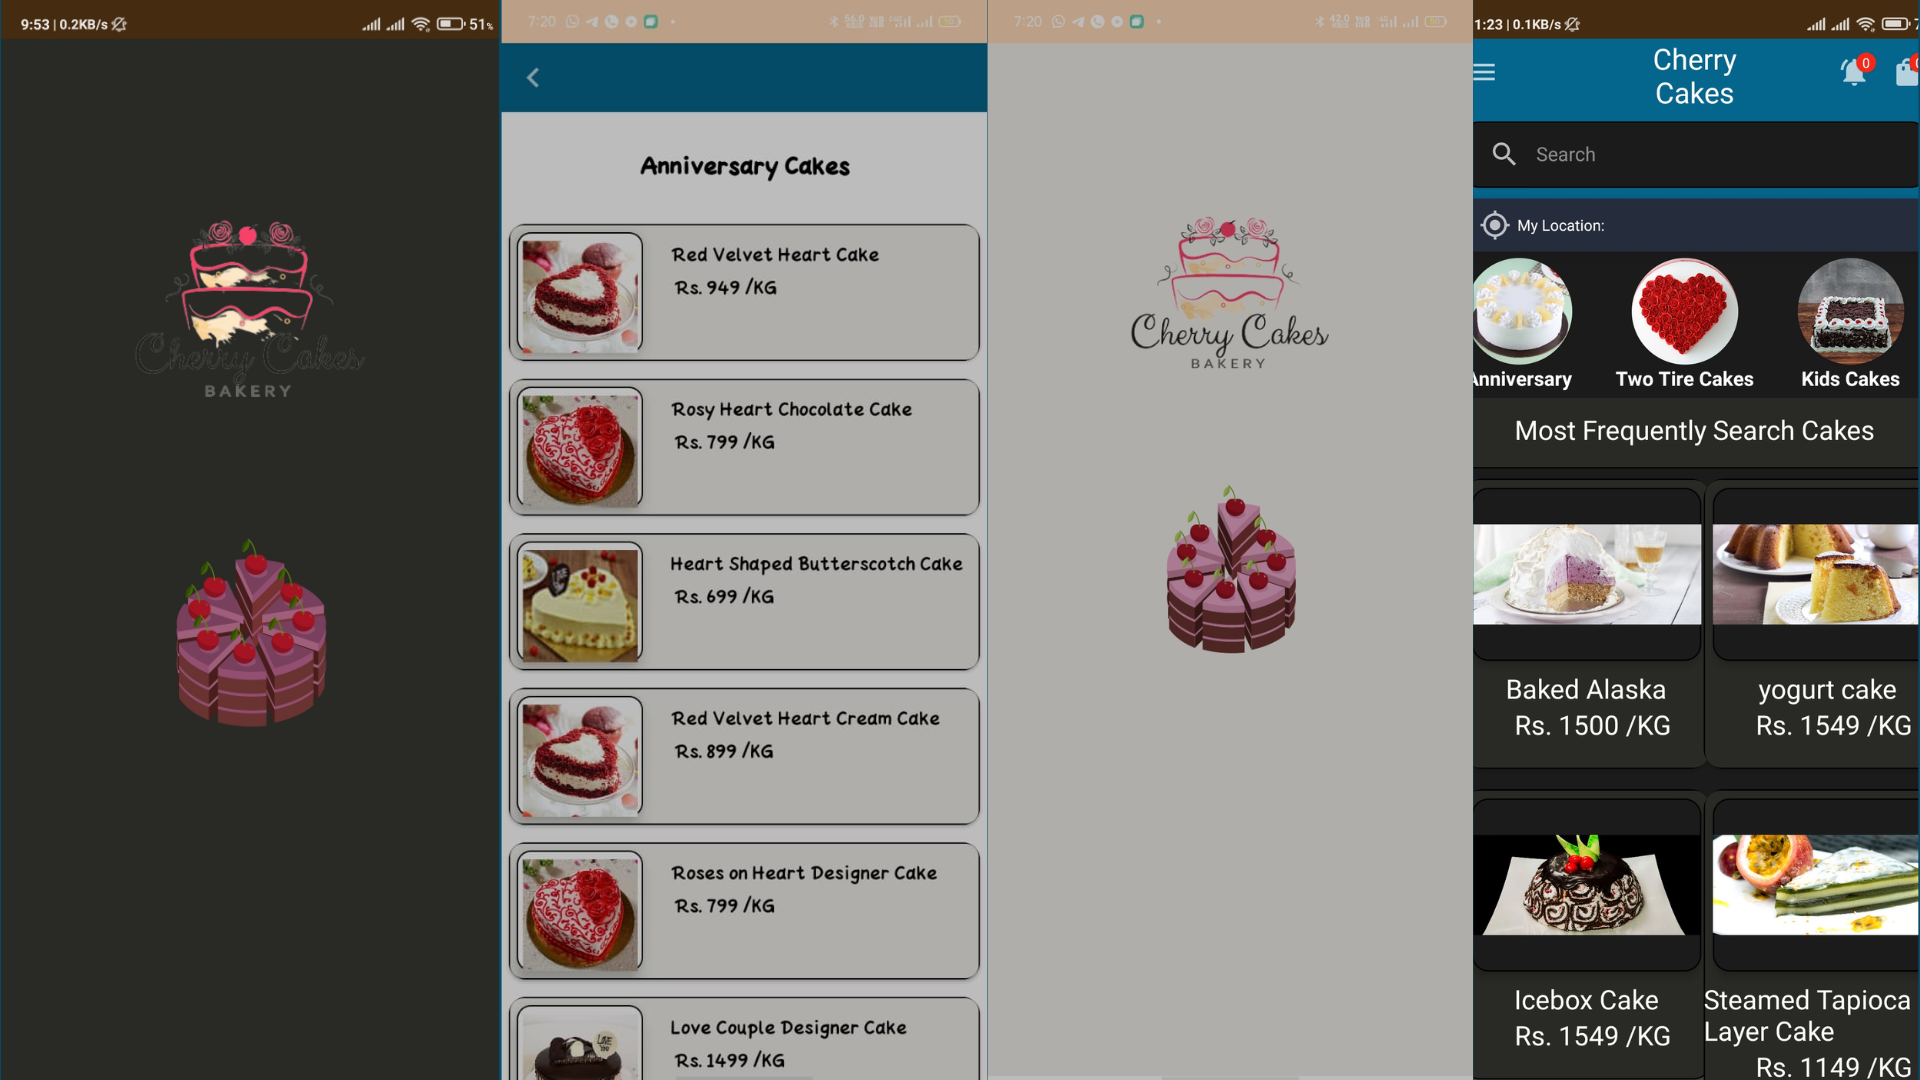 9:53 | 0.2KB/s
51%
Cherry Cakes
BAKERY
7:20
Anniversary Cakes
Red Velvet Heart Cake
Rs. 949 /KG
Rosy Heart Chocolate Cake
Rs. 799 /KG
Heart Shaped Butterscotch Cake
Rs. 699 /KG
Red Velvet Heart Cream Cake
Rs. 899 /KG
Roses on Heart Designer Cake
Rs. 799 /KG
Love Couple Designer Cake
Rs. 1499 /KG
7:20
Cherry Cakes
BAKERY
1:23 | 0.1KB/s
Cherry
Cakes
0
Search
My Location:
Anniversary
Two Tire Cakes
Kids Cakes
Most Frequently Search Cakes
Baked Alaska
Rs. 1500 /KG
yogurt cake
Rs. 1549 /KG
Icebox Cake
Rs. 1549 /KG
Steamed Tapioca
Layer Cake
Rs. 1149 /KG